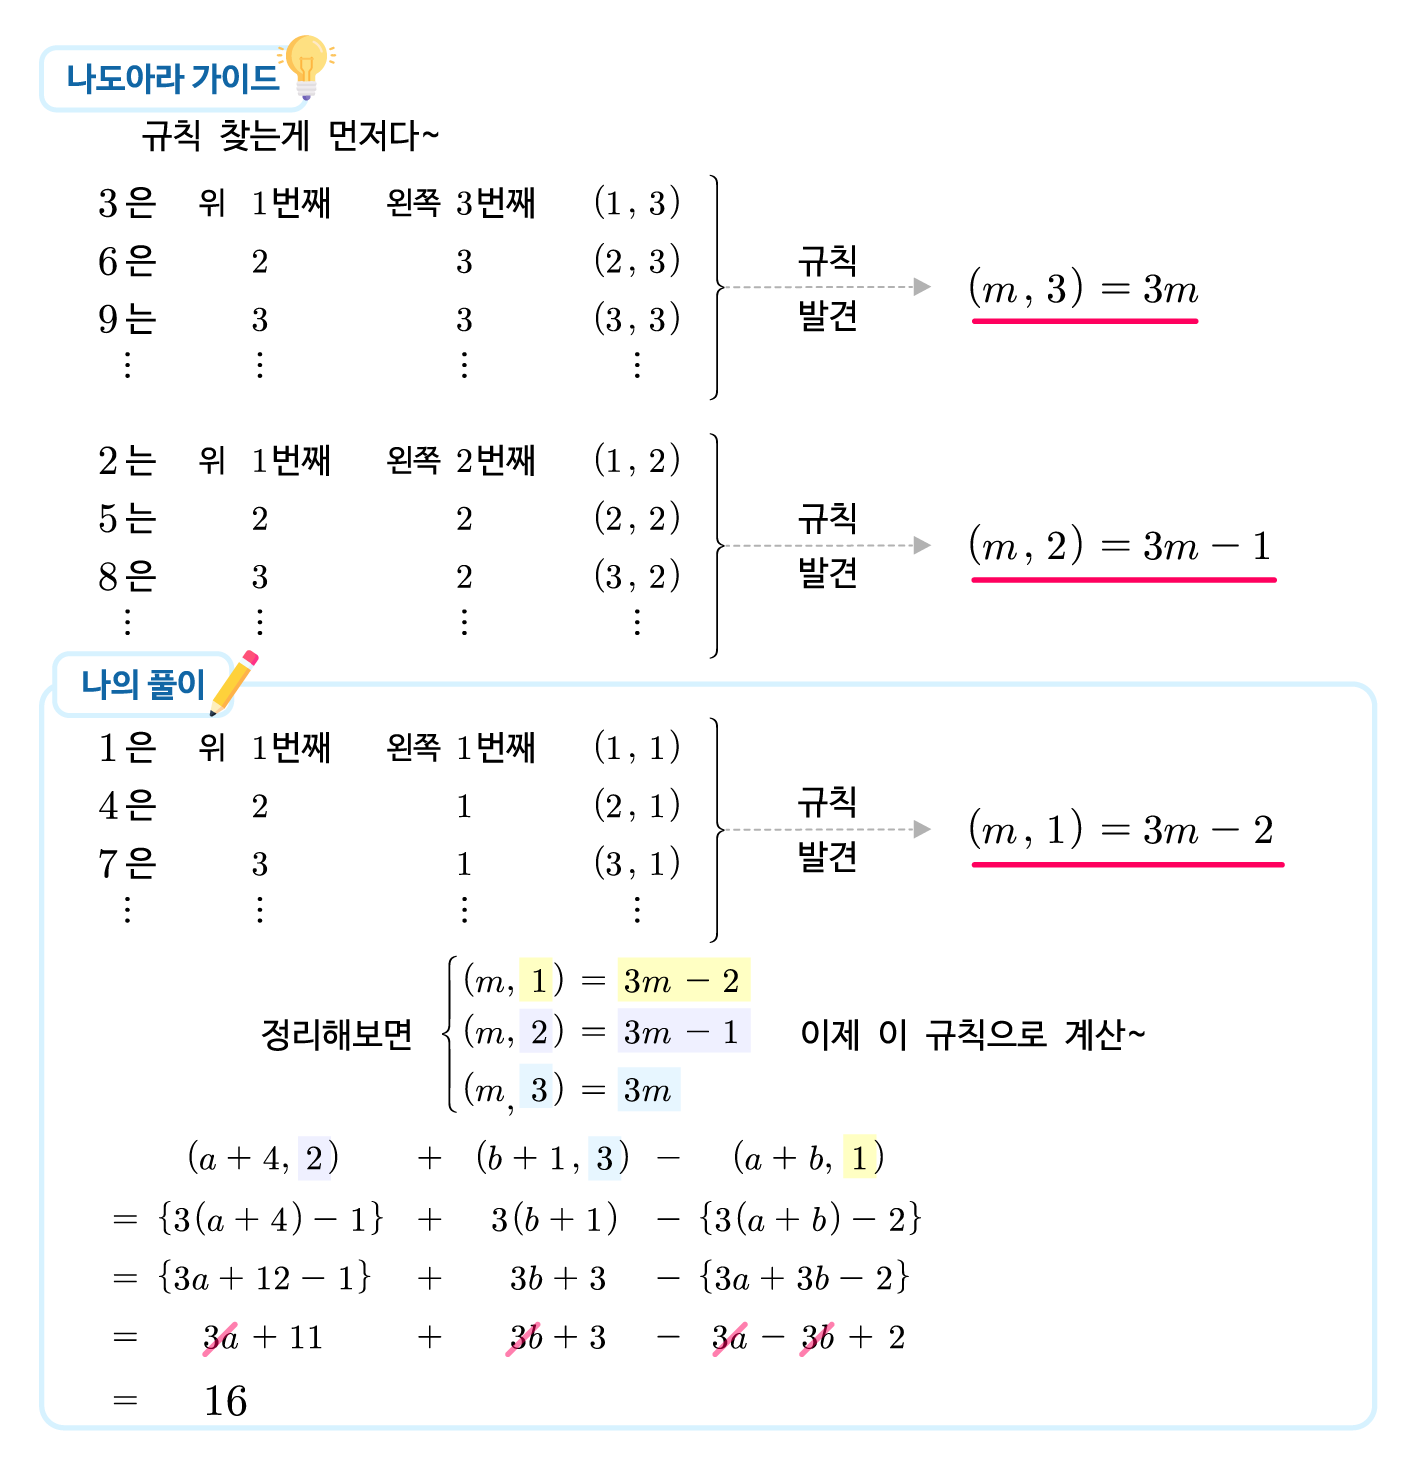 나도아라 가이드
규칙 찾는게 먼저다~
3은 위 1번째 왼쪽 3번째 (1, 3)
6은 2 3 (2, 3)
9는 3 3 (3, 3)
⋮ ⋮ ⋮ ⋮
규칙
발견
(m, 3) = 3m
2는 위 1번째 왼쪽 2번째 (1, 2)
5는 2 2 (2, 2)
8은 3 2 (3, 2)
⋮ ⋮ ⋮ ⋮
규칙
발견
(m, 2) = 3m − 1
나의 풀이
1은 위 1번째 왼쪽 1번째 (1, 1)
4은 2 1 (2, 1)
7은 3 1 (3, 1)
⋮ ⋮ ⋮ ⋮
규칙
발견
(m, 1) = 3m − 2
정리해보면
(m, 1) = 3m − 2
(m, 2) = 3m − 1
(m, 3) = 3m
이제 이 규칙으로 계산~
(a + 4, 2) + (b + 1, 3) − (a + b, 1)
= {3(a + 4) − 1} + 3(b + 1) − {3(a + b) − 2}
= {3a + 12 − 1} + 3b + 3 − {3a + 3b − 2}
= 3a + 11 + 3b + 3 − 3a − 3b + 2
= 16